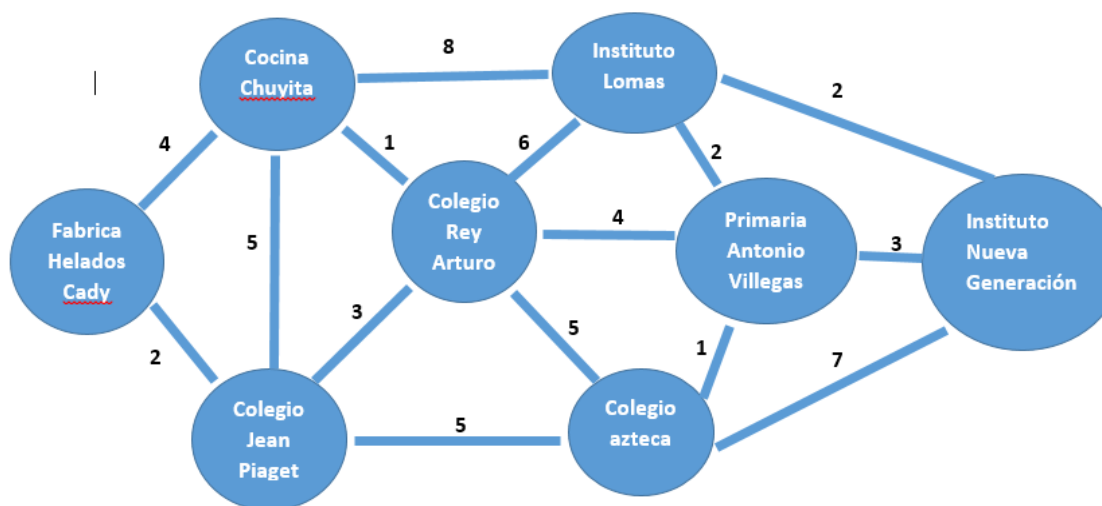 Cocina
Chuyita
8
Instituto
Lomas
2
4
1
6
2
Fabrica
Helados
Cady
5
Colegio
Rey
Arturo
4
Primaria
Antonio
Villegas
3
Instituto
Nueva
Generación
2
3
5
1
7
Colegio
Jean
Piaget
5
Colegio
azteca